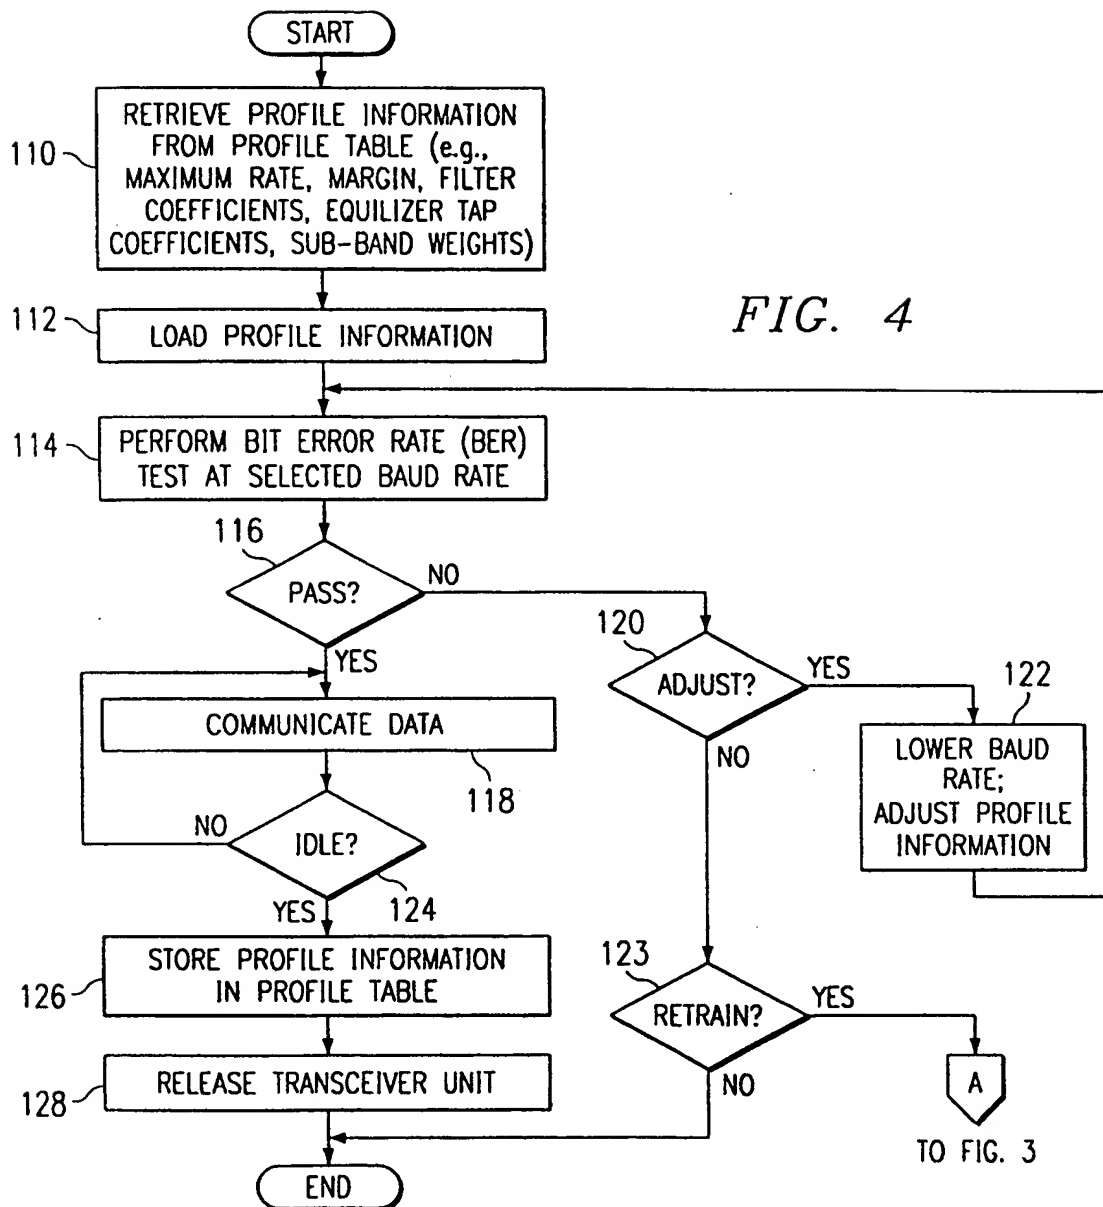 START
RETRIEVE PROFILE INFORMATION
FROM PROFILE TABLE (e.g.,
MAXIMUM RATE, MARGIN, FILTER
COEFFICIENTS, EQUILIZER TAP
COEFFICIENTS, SUB-BAND WEIGHTS)
110
FIG. 4
112
LOAD PROFILE INFORMATION
114
PERFORM BIT ERROR RATE (BER)
TEST AT SELECTED BAUD RATE
116
PASS?
NO
YES
120
ADJUST?
YES
NO
122
LOWER BAUD
RATE;
ADJUST PROFILE
INFORMATION
COMMUNICATE DATA
118
NO
IDLE?
124
YES
STORE PROFILE INFORMATION
IN PROFILE TABLE
126
123
RETRAIN?
YES
NO
A
TO FIG. 3
RELEASE TRANSCEIVER UNIT
128
END